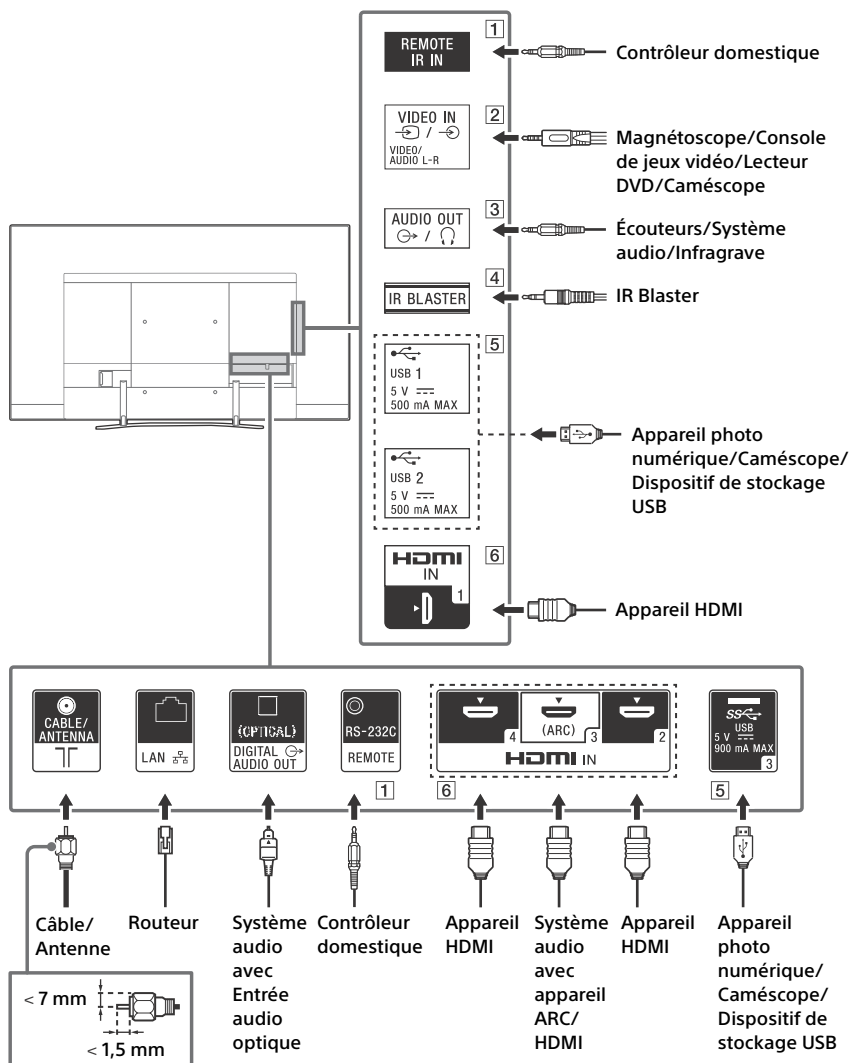 1
REMOTE
IR IN
Contrôleur domestique
2
VIDEO IN
/
VIDEO/
AUDIO L-R
Magnétoscope/Console
de jeux vidéo/Lecteur
DVD/Caméscope
3
AUDIO OUT
/
Écouteurs/Système
audio/Infragrave
4
IR BLASTER
IR Blaster
5
USB 1
5 V
500 mA MAX
USB 2
5 V
500 mA MAX
Appareil photo
numérique/Caméscope/
Dispositif de stockage
USB
6
HDMI
IN
1
Appareil HDMI
CABLE/
ANTENNA
LAN
(OPTICAL)
DIGITAL
AUDIO OUT
RS-232C
REMOTE
1
4
(ARC)
3
2
HDMI IN
6
SS
USB
5 V
900 mA MAX
3
5
Câble/
Antenne
Routeur
Système
audio
avec
Entrée
audio
optique
Contrôleur
domestique
Appareil
HDMI
Système
audio
avec
appareil
ARC/
HDMI
Appareil
HDMI
Appareil
photo
numérique/
Caméscope/
Dispositif de
stockage USB
< 7 mm
< 1,5 mm